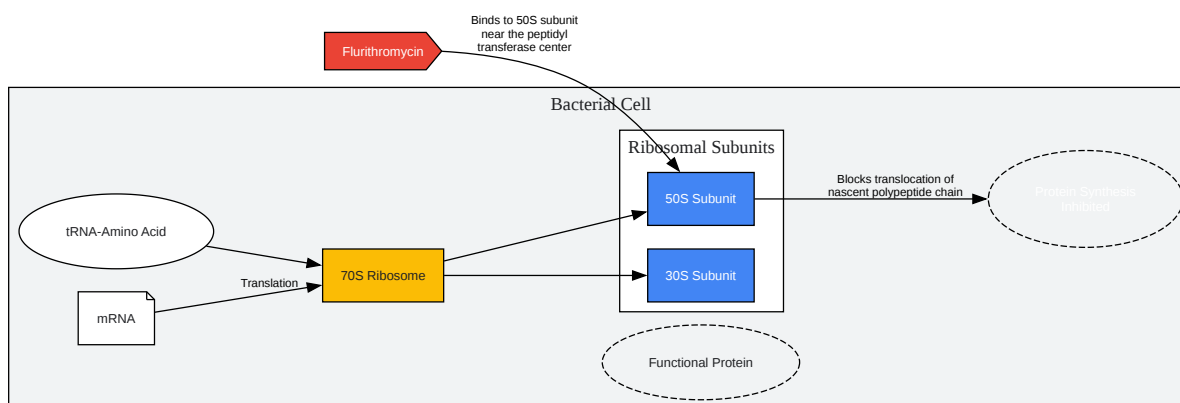 Binds to 50S subunit
near the peptidyl
transferase center
Flurithromycin
Bacterial Cell
Ribosomal Subunits
50S Subunit
Blocks translocation of
nascent polypeptide chain
Protein Synthesis
Inhibited
tRNA-Amino Acid
70S Ribosome
30S Subunit
Translation
mRNA
Functional Protein